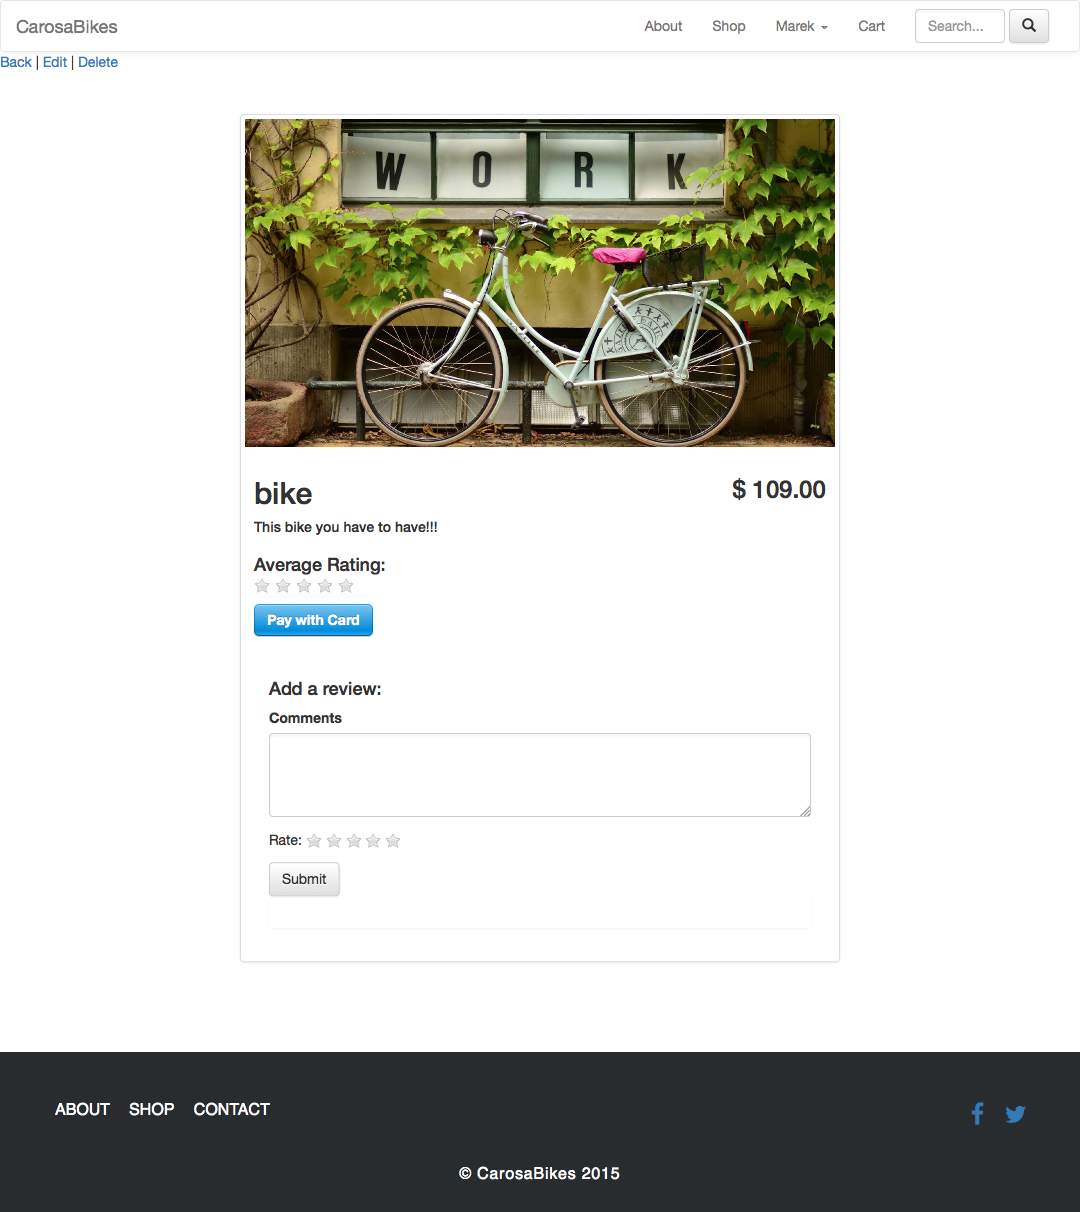 CarosaBikes About Shop Marek Cart Search...
Back | Edit | Delete
W O R K
bike $ 109.00
This bike you have to have!!!
Average Rating:
Pay with Card
Add a review:
Comments
Rate:
Submit
ABOUT SHOP CONTACT
© CarosaBikes 2015